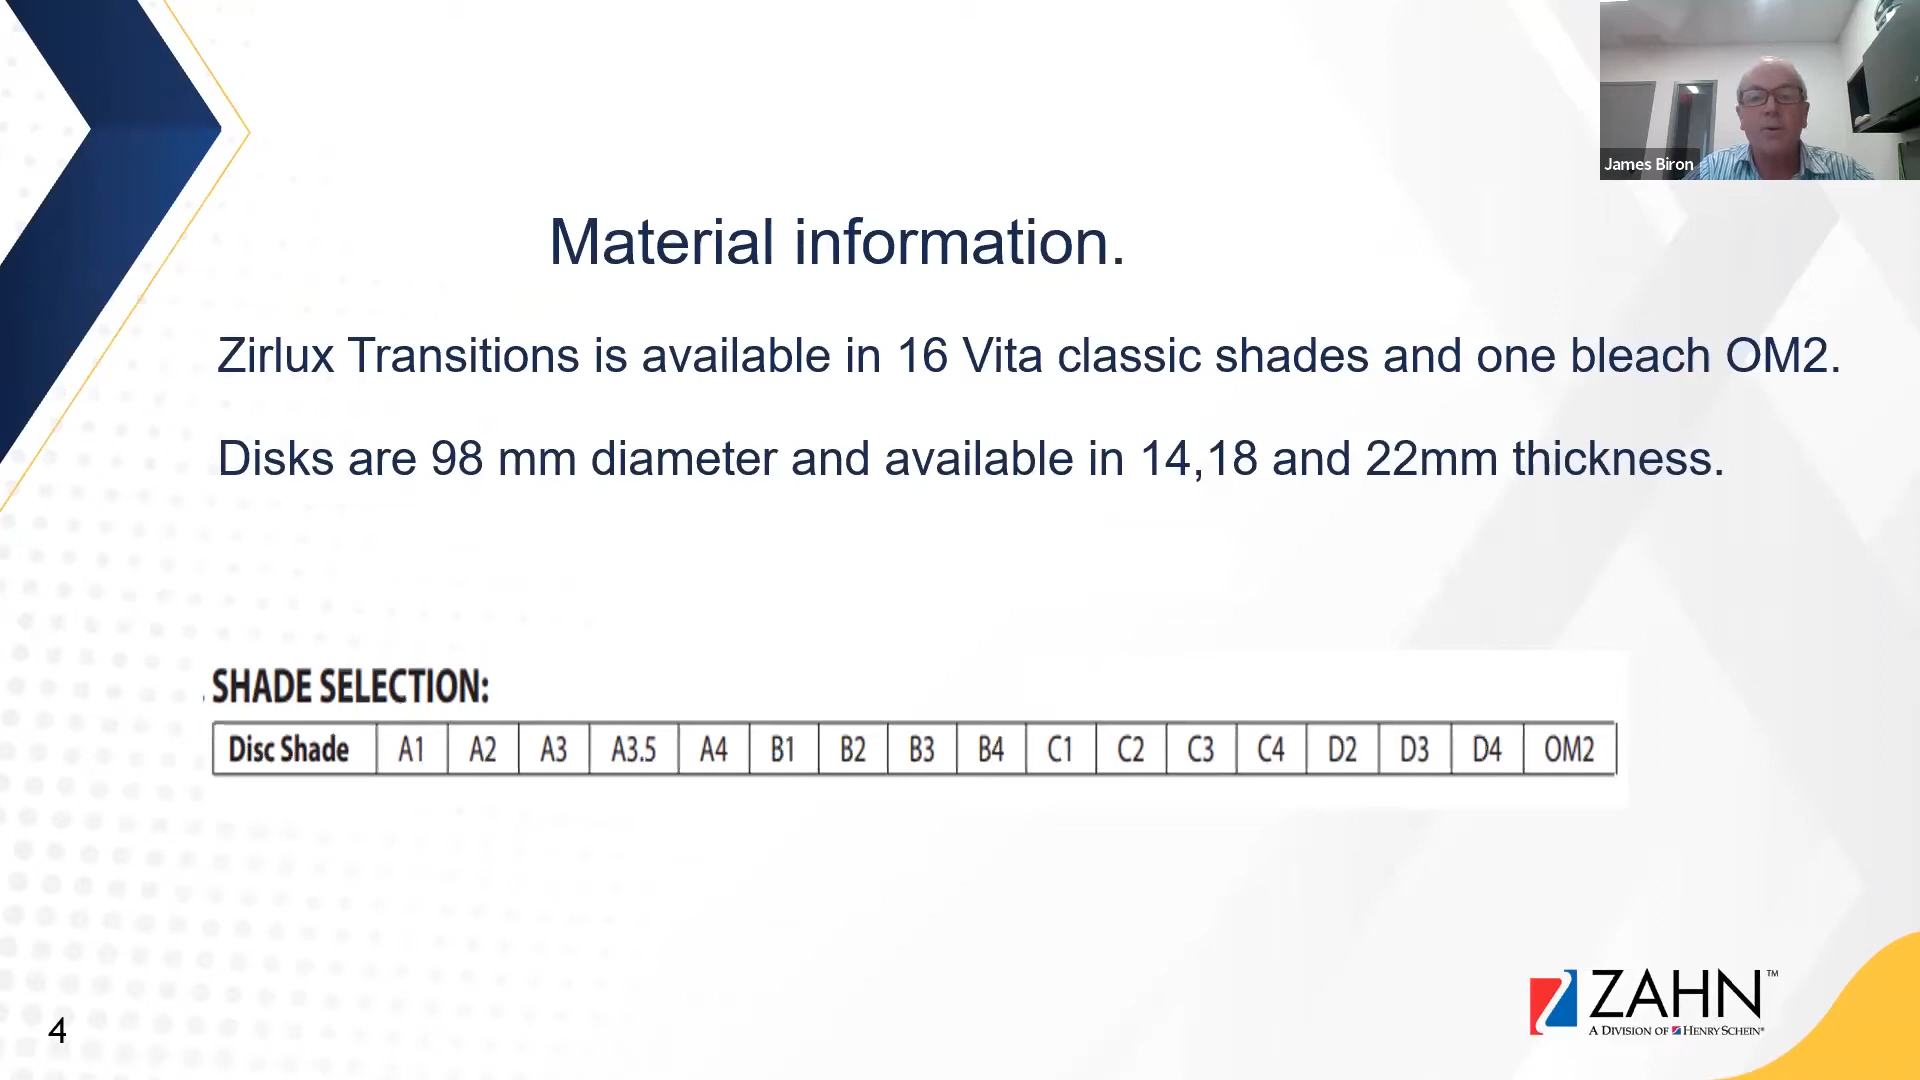 James Biron
Material information.
Zirlux Transitions is available in 16 Vita classic shades and one bleach OM2.
Disks are 98 mm diameter and available in 14,18 and 22mm thickness.
. SHADE SELECTION:
Disc Shade A1 A2 A3 A3.5 A4 B1 B2 B3 B4 C1 C2 C3 C4 D2 D3 D4 OM2
ZAHN™
A DIVISION OF HENRY SCHEIN®
4